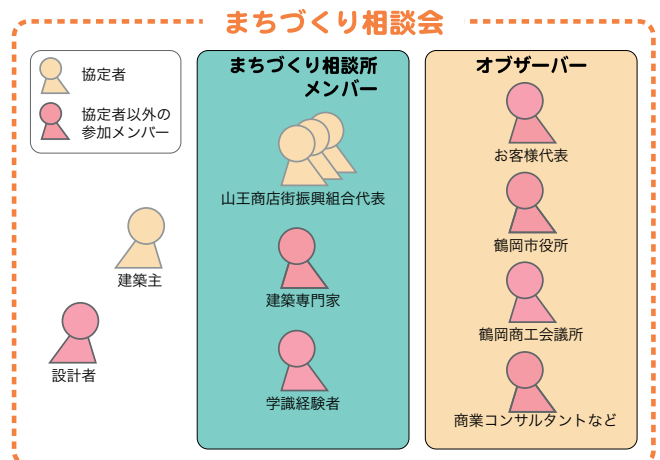 まちづくり相談会
協定者
協定者以外の
参加メンバー
建築主
設計者
まちづくり相談所
メンバー
山王商店街振興組合代表
建築専門家
学識経験者
オブザーバー
お客様代表
鶴岡市役所
鶴岡商工会議所
商業コンサルタントなど